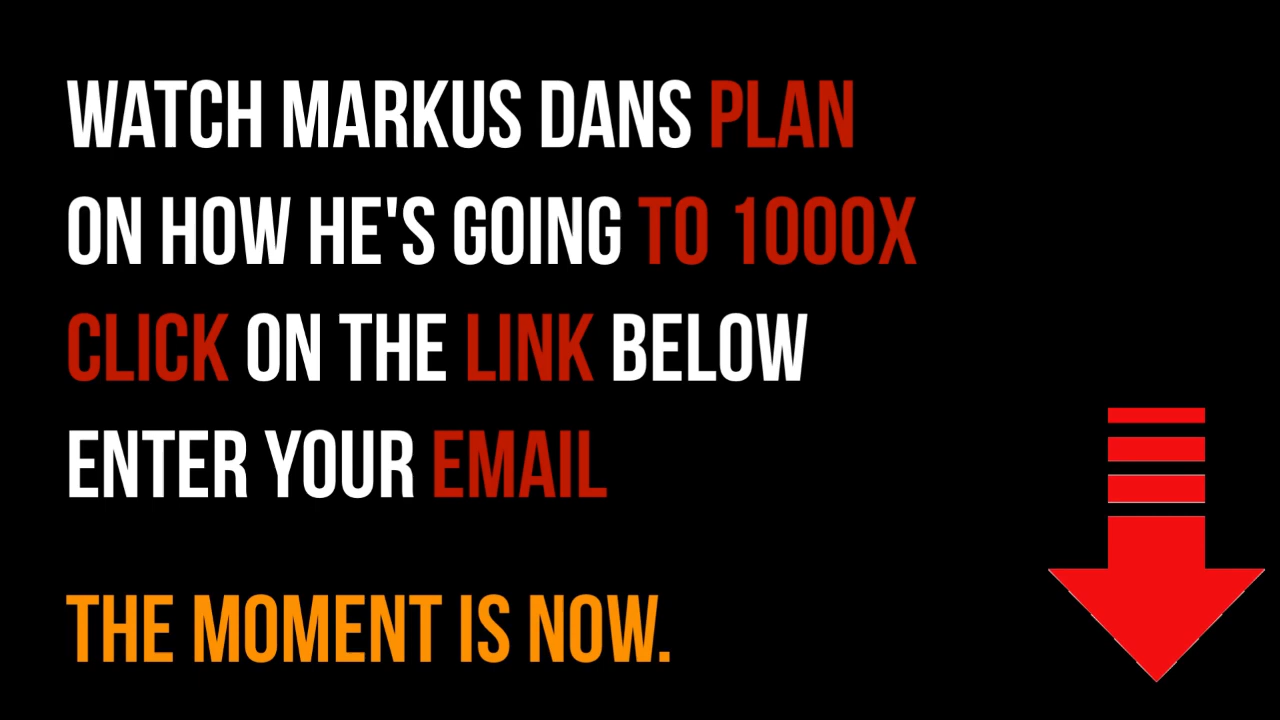 WATCH MARKUS DANS PLAN
ON HOW HE'S GOING TO 1000X
CLICK ON THE LINK BELOW
ENTER YOUR EMAIL
THE MOMENT IS NOW.